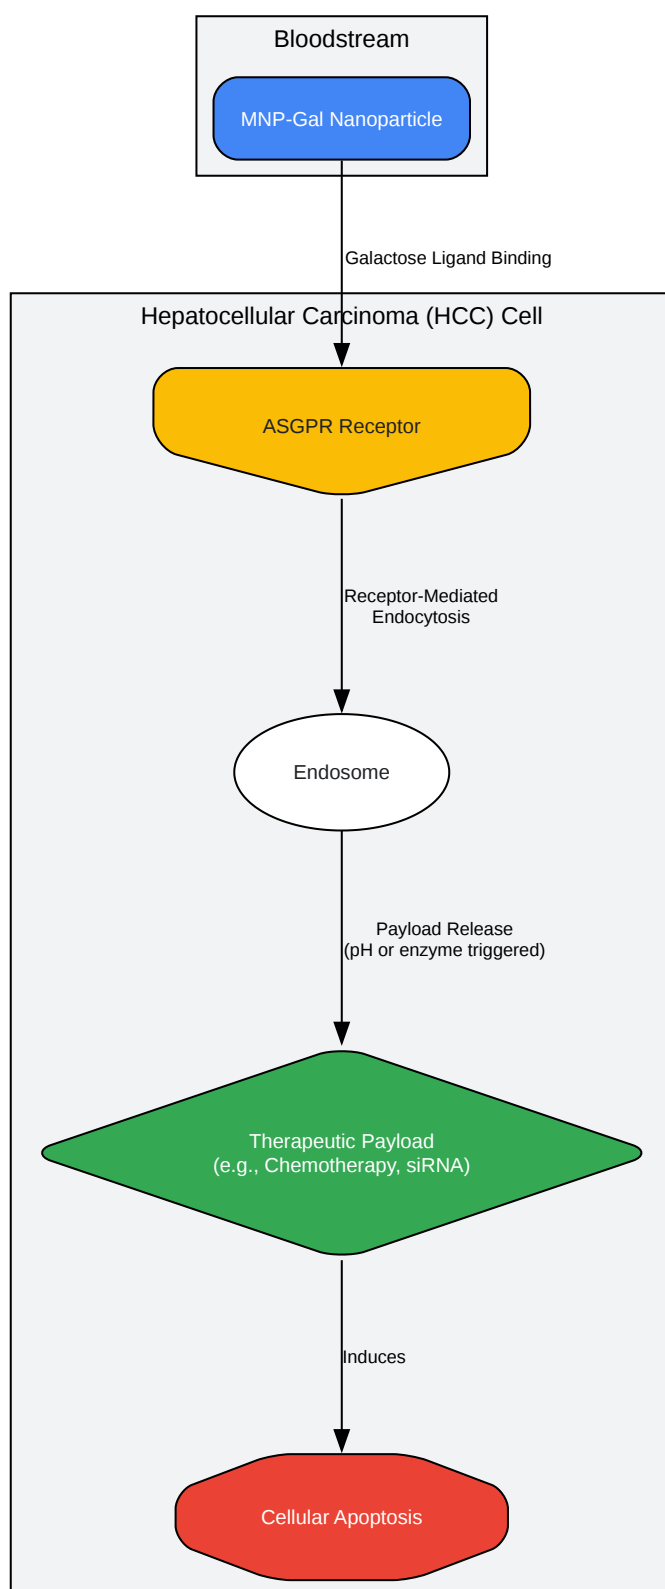 Bloodstream
MNP-Gal Nanoparticle
Galactose Ligand Binding
Hepatocellular Carcinoma (HCC) Cell
ASGPR Receptor
Receptor-Mediated
Endocytosis
Endosome
Payload Release
(pH or enzyme triggered)
Therapeutic Payload
(e.g., Chemotherapy, siRNA)
Induces
Cellular Apoptosis